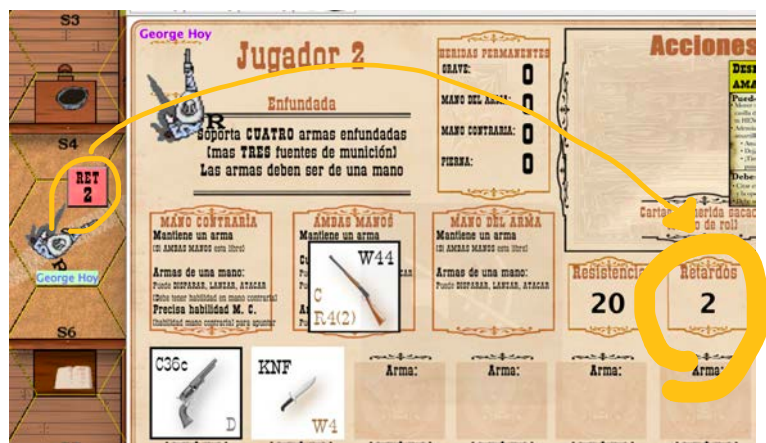 S3
S4
RET
2
R
George Hoy
S6
George Hoy
Jugador 2
Enfundada
R
Soporta CUATRO armas enfundadas
(mas TRES fuentes de munición)
Las armas deben ser de una mano
HERIDAS PERMANENTES
GRAVE: 0
MANO DEL ARMA: 0
MANO CONTRARIA: 0
PIERNA: 0
Acciones
MANO CONTRARIA
Mantiene un arma
(Si AMBAS MANOS esta libre)
Armas de una mano:
Puede DISPARAR, LANZAR, ATACAR
(Debe tener habilidad en mano contraria)
Precisa habilidad M. C.
(habilidad mano contraria) para apuntar
AMBAS MANOS
Mantiene un arma
W44
C
R4(2)
MANO DEL ARMA
Mantiene un arma
(Si AMBAS MANOS esta libre)
Armas de una mano:
Puede DISPARAR, LANZAR, ATACAR
Resistencia
20
Retardos
2
C36c
D
KNF
W4
Arma:
Arma:
Arma:
Arma: